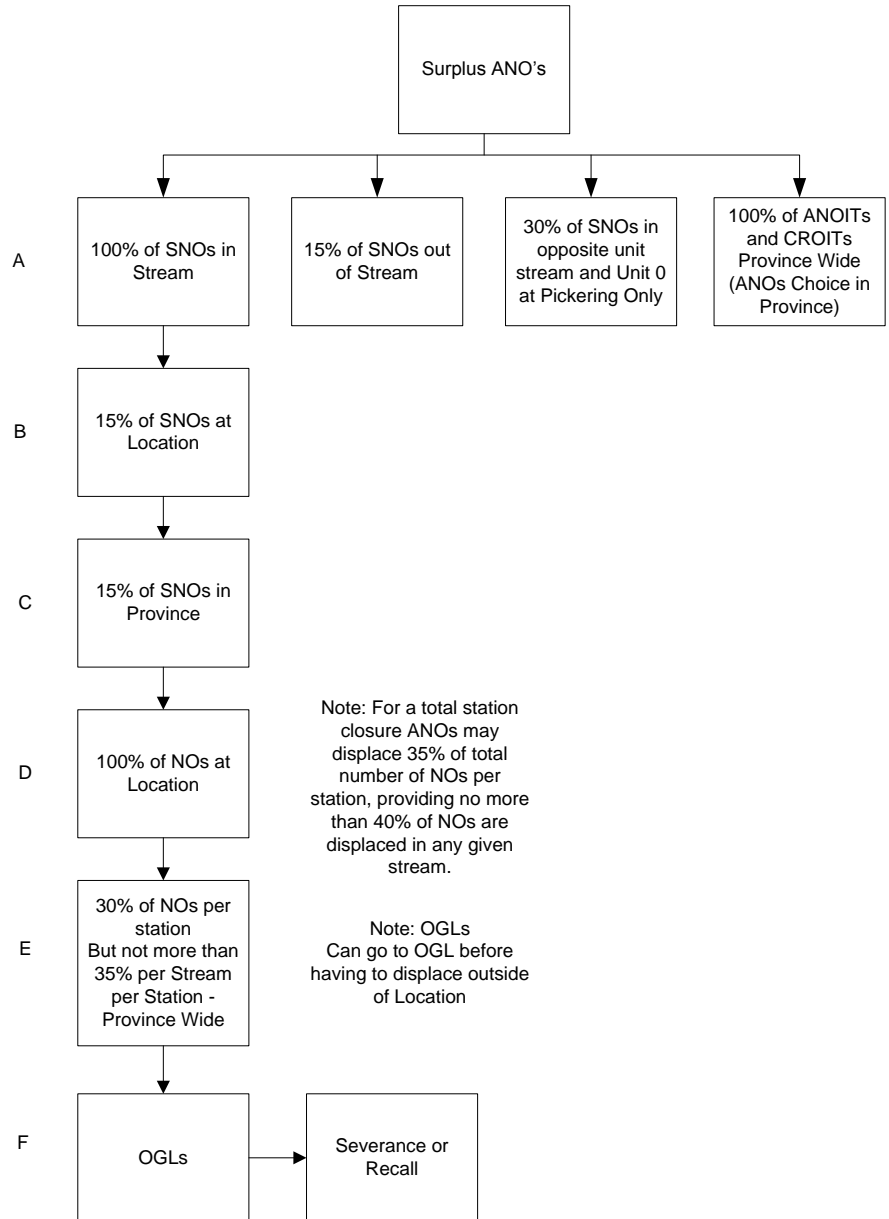 Surplus ANO's
A
100% of SNOs in
Stream
15% of SNOs out
of Stream
30% of SNOs in
opposite unit
stream and Unit 0
at Pickering Only
100% of ANOITs
and CROITs
Province Wide
(ANOs Choice in
Province)
B
15% of SNOs at
Location
C
15% of SNOs in
Province
D
100% of NOs at
Location
Note: For a total station
closure ANOs may
displace 35% of total
number of NOs per
station, providing no more
than 40% of NOs are
displaced in any given
stream.
E
30% of NOs per
station
But not more than
35% per Stream
per Station -
Province Wide
Note: OGLs
Can go to OGL before
having to displace outside
of Location
F
OGLs
Severance or
Recall